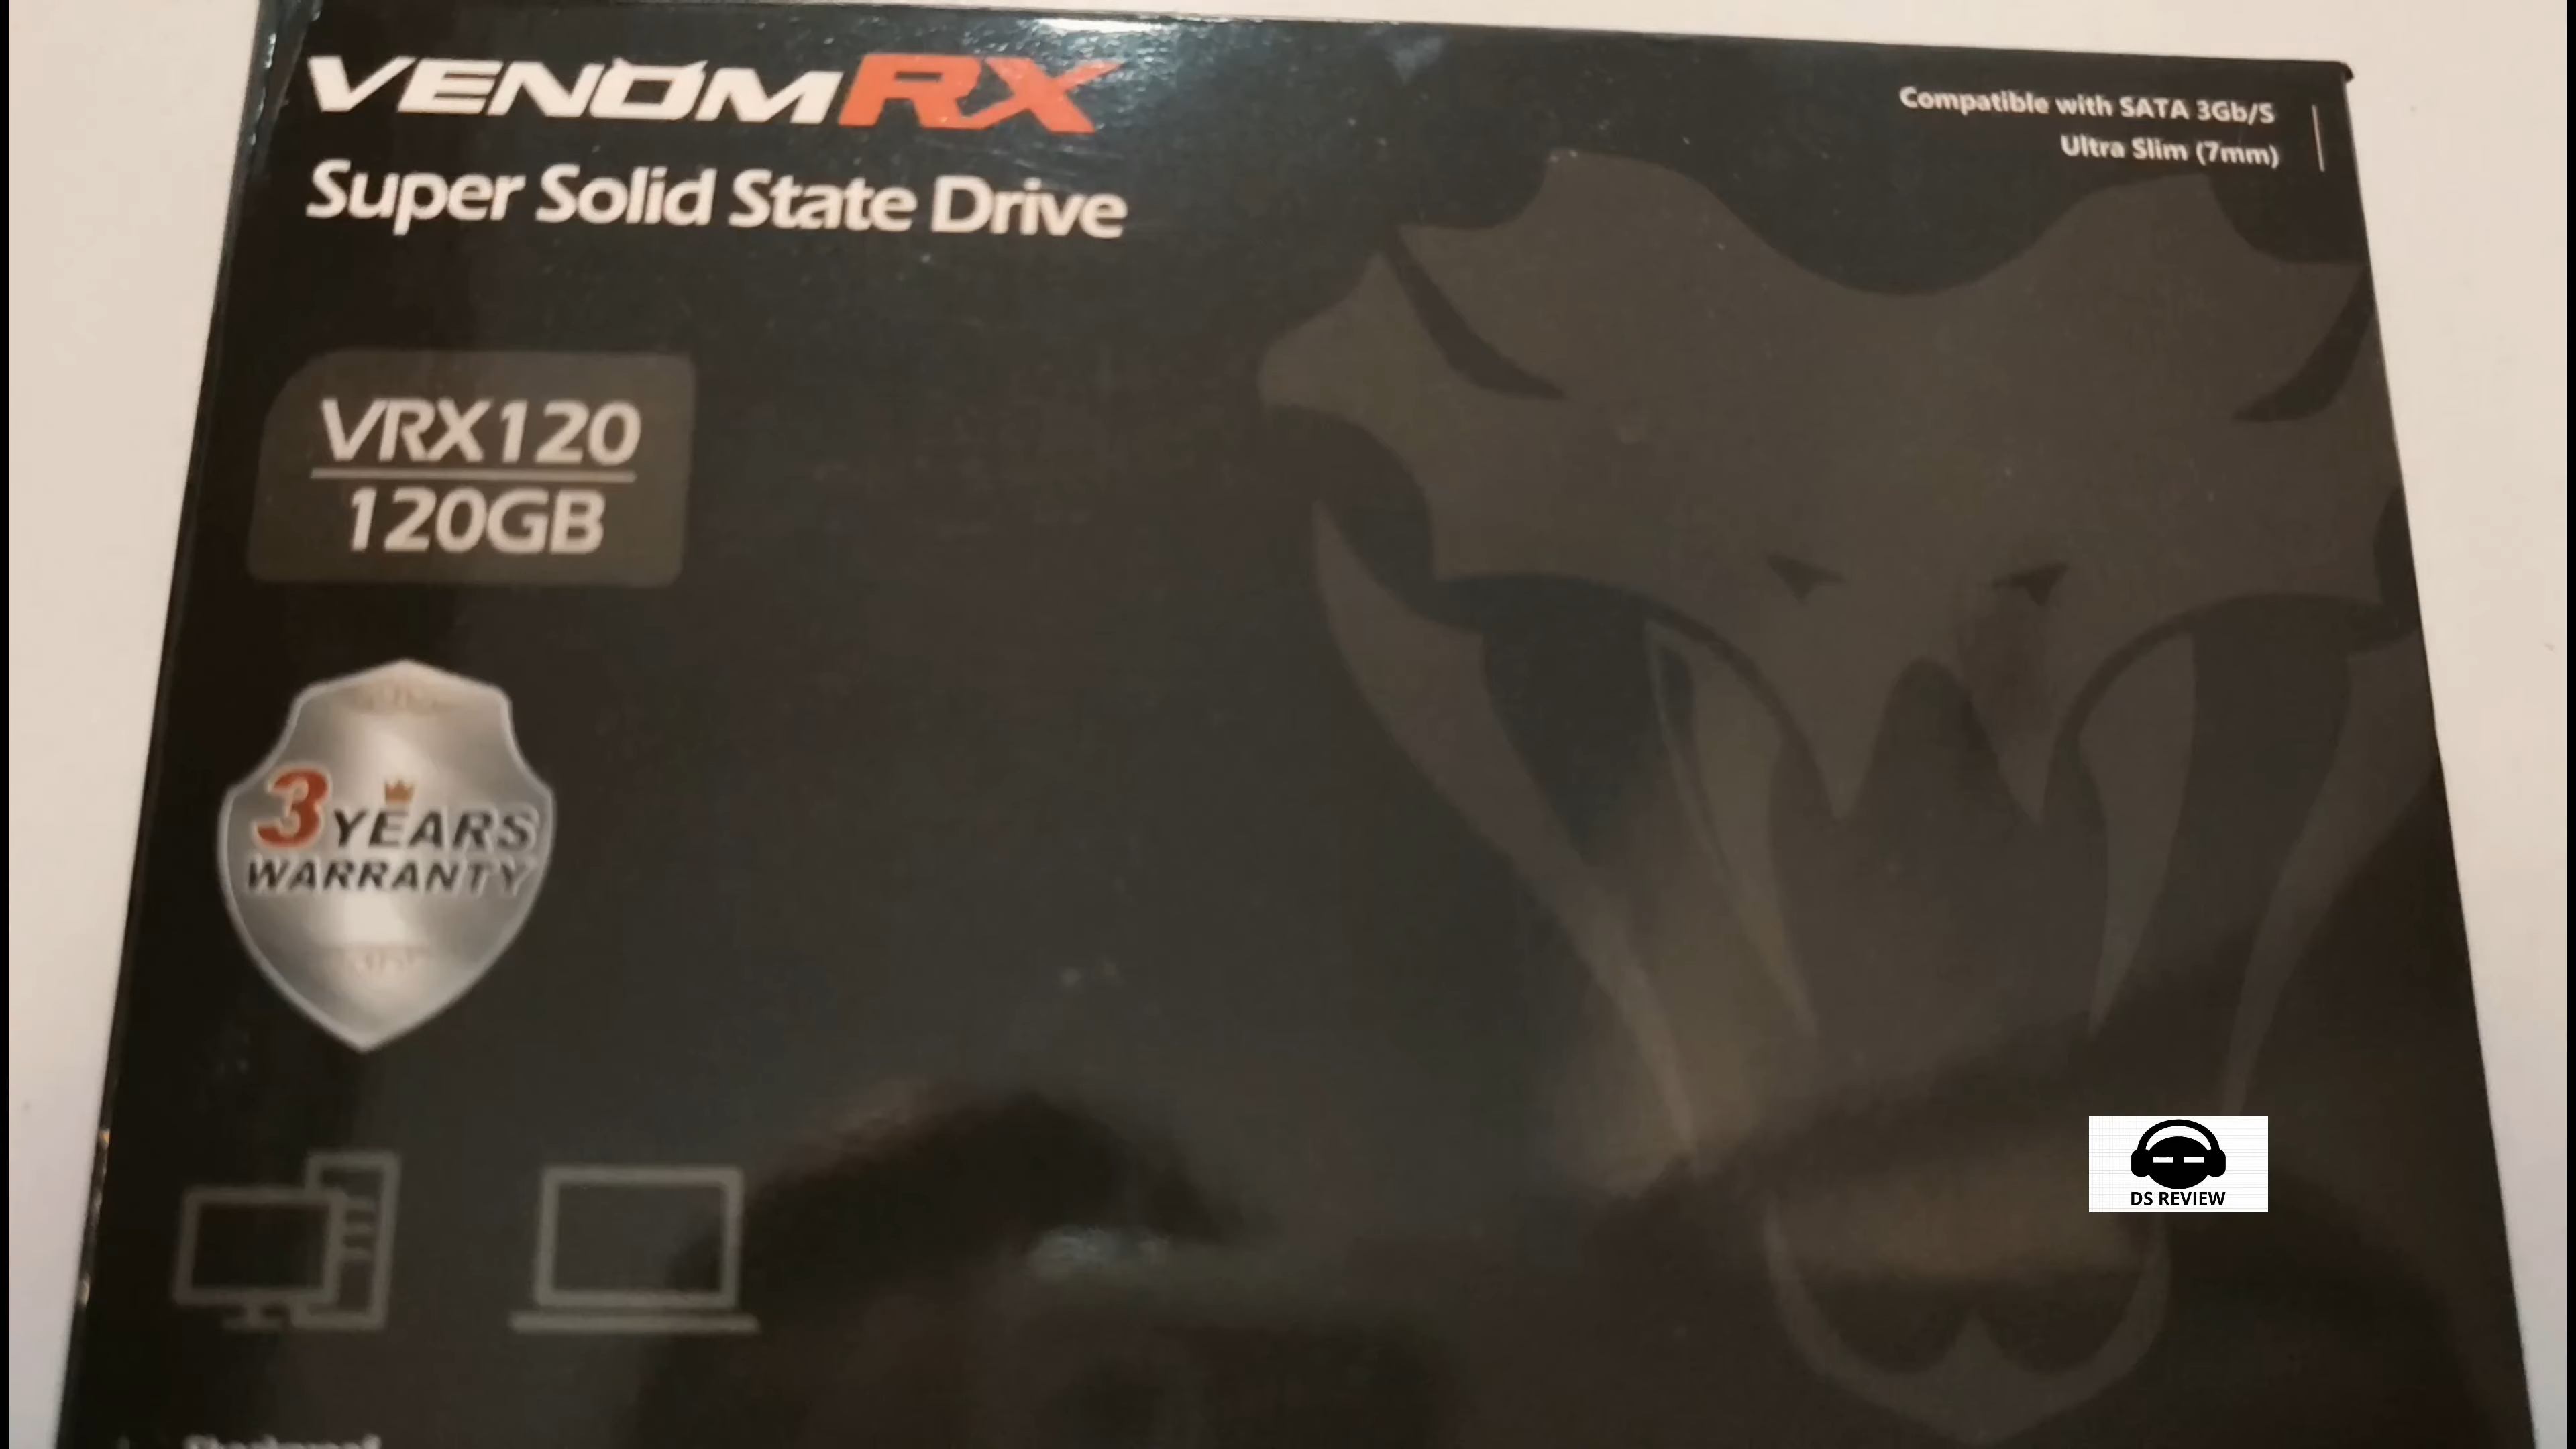 VENOMRX
Super Solid State Drive
Compatible with SATA 3Gb/S
Ultra Slim (7mm)
VRX120
120GB
3 YEARS
WARRANTY
DS REVIEW